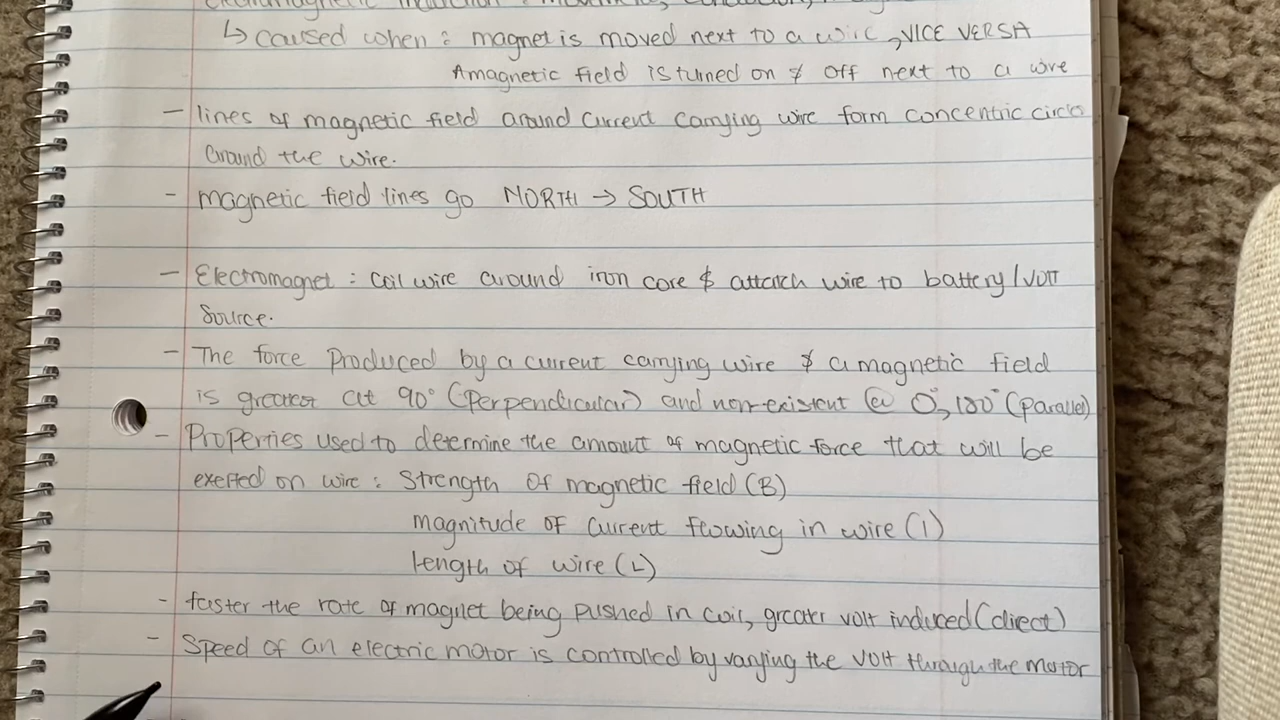 induction :
↳ caused when : magnet is moved next to a wire, VICE VERSA
A magnetic field is turned on & off next to a wire
- lines of magnetic field around current carrying wire form concentric circles
around the wire.
- magnetic field lines go NORTH → SOUTH
- Electromagnet : coil wire around iron core & attatch wire to battery/volt
source.
- The force produced by a current carrying wire & a magnetic field
is greatest at 90° (perpendicular) and non-existent @ 0°, 180° (parallel)
- Properties used to determine the amount of magnetic force that will be
exerted on wire : Strength of magnetic field (B)
magnitude of current flowing in wire (I)
length of wire (L)
- faster the rate of magnet being pushed in coil, greater volt induced (direct)
- Speed of an electric motor is controlled by varying the volt through the motor